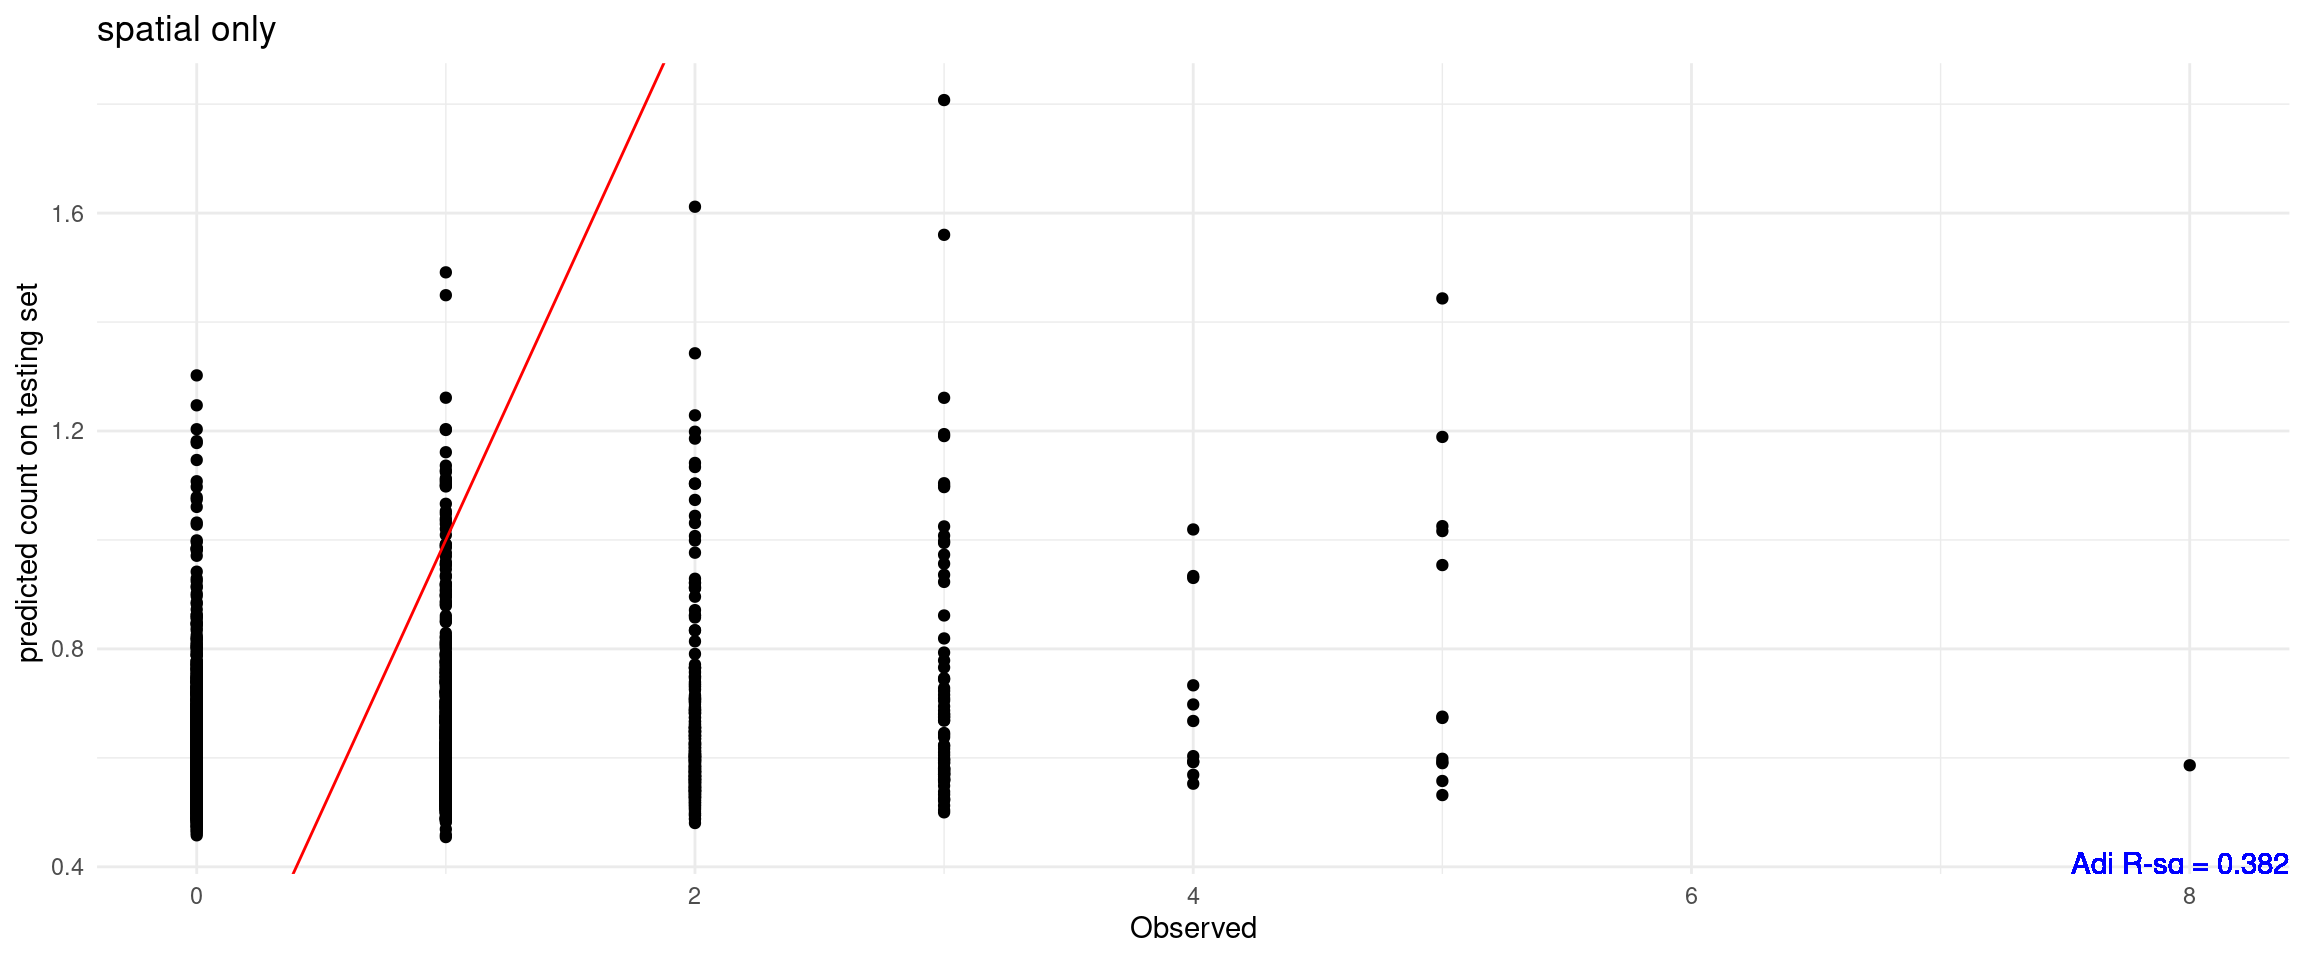 spatial only
predicted count on testing set
1.6
1.2
0.8
0.4
Adj R-sq = 0.382
0 2 4 6 8
Observed